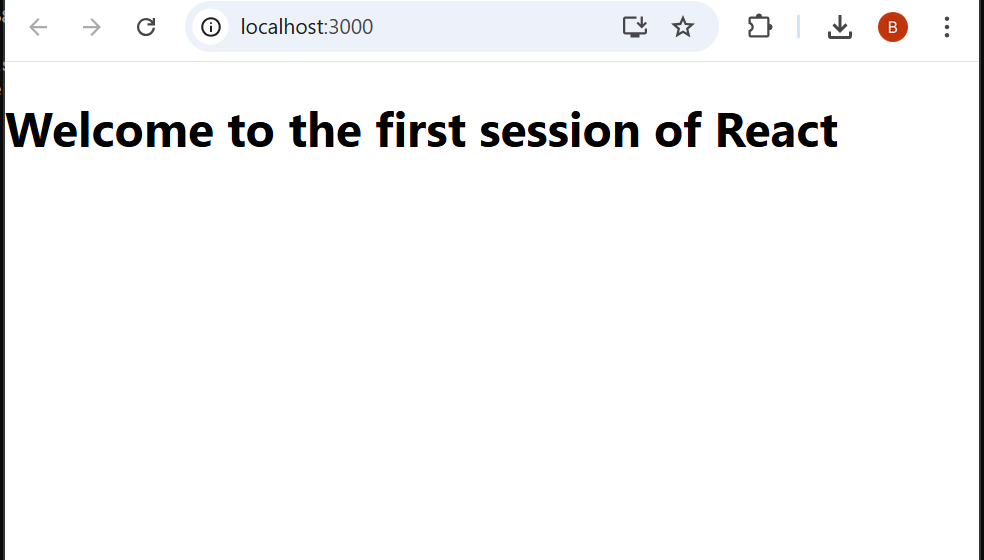 localhost:3000
B
Welcome to the first session of React